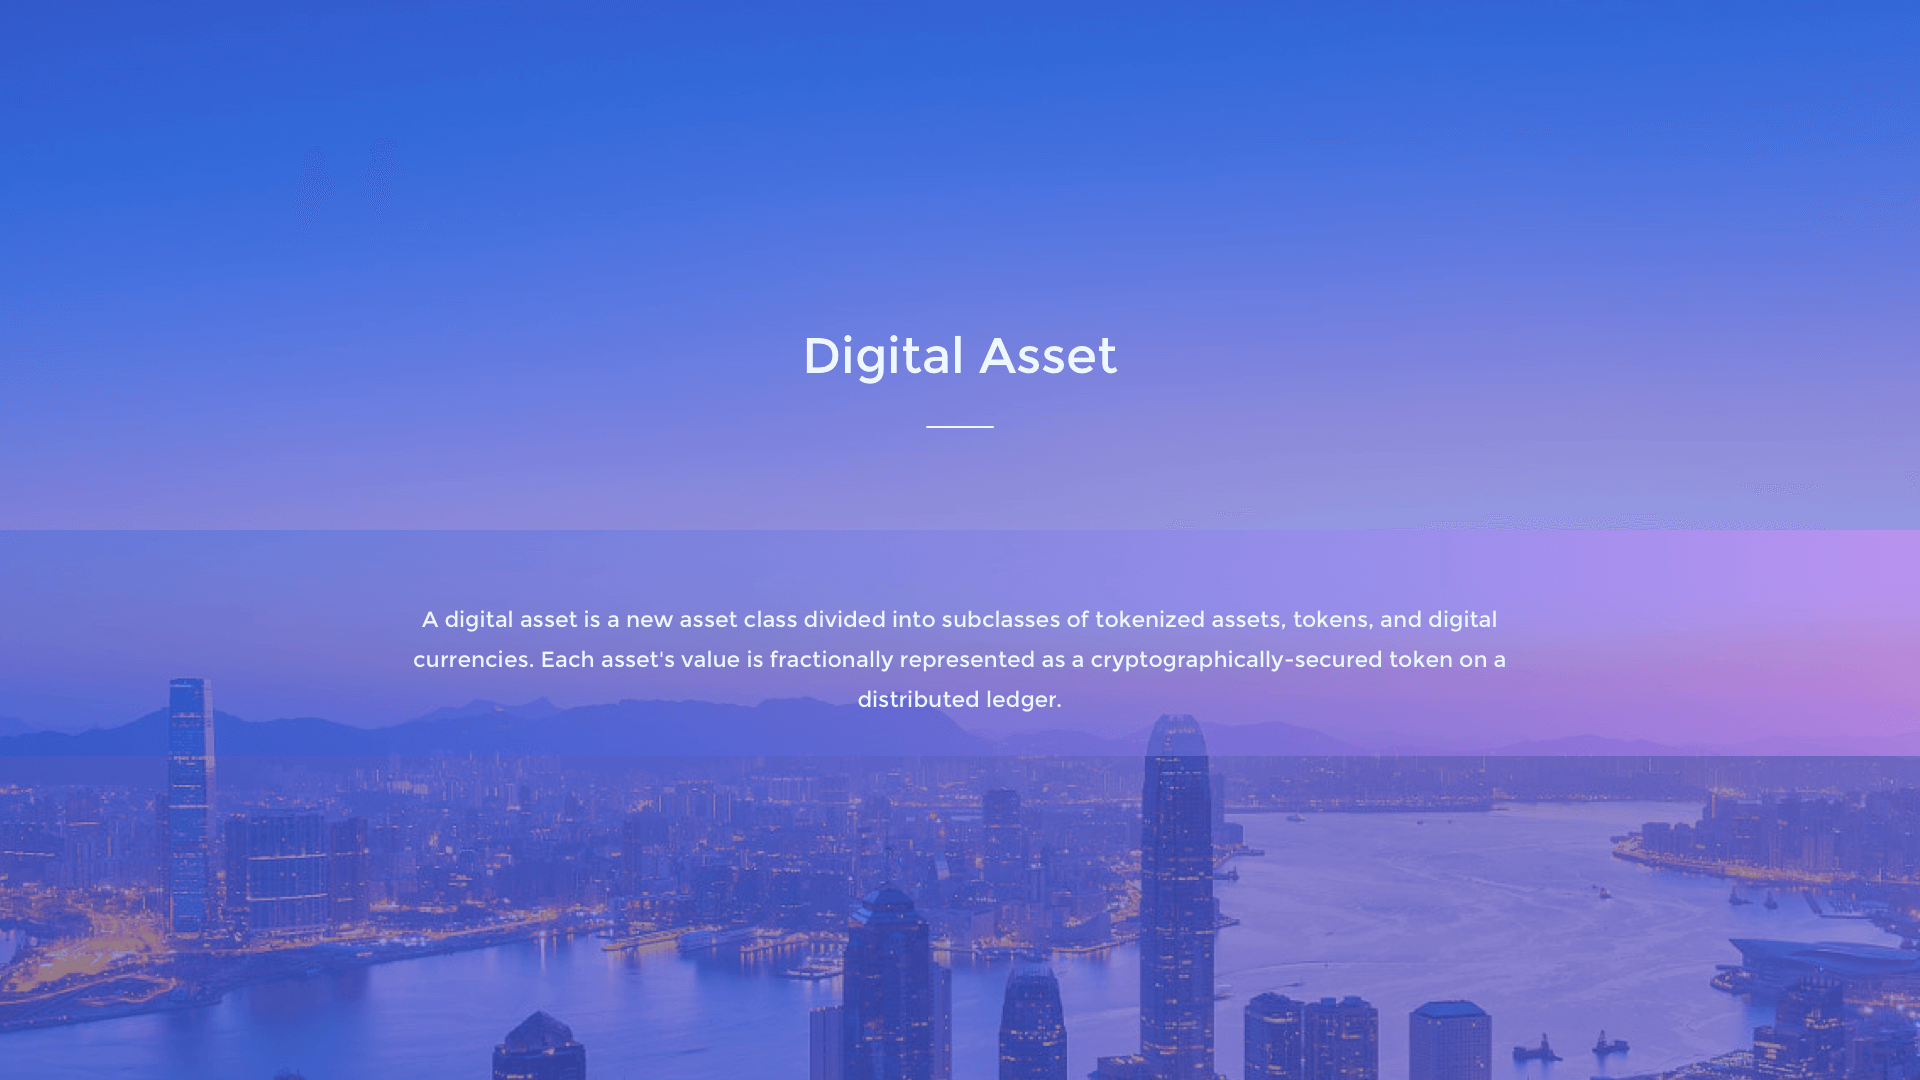 Digital Asset
A digital asset is a new asset class divided into subclasses of tokenized assets, tokens, and digital
currencies. Each asset's value is fractionally represented as a cryptographically-secured token on a
distributed ledger.